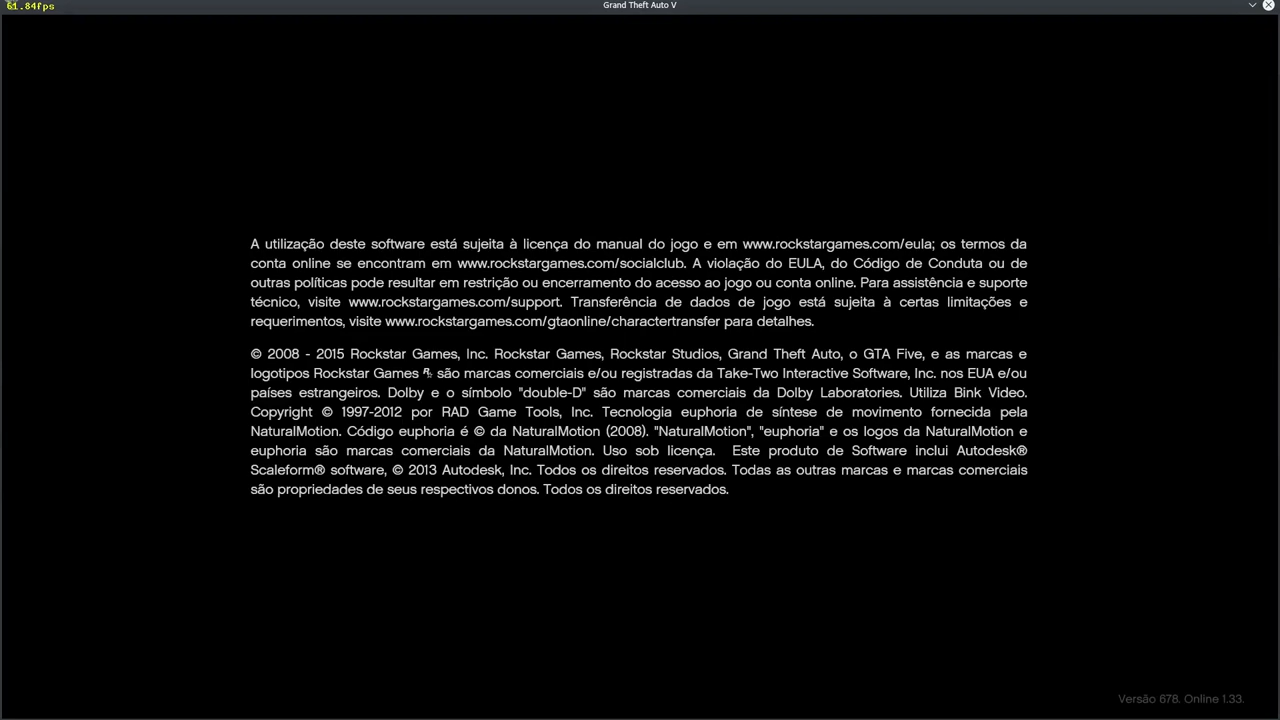 61.84fps
Grand Theft Auto V
A utilização deste software está sujeita à licença do manual do jogo e em www.rockstargames.com/eula; os termos da
conta online se encontram em www.rockstargames.com/socialclub. A violação do EULA, do Código de Conduta ou de
outras políticas pode resultar em restrição ou encerramento do acesso ao jogo ou conta online. Para assistência e suporte
técnico, visite www.rockstargames.com/support. Transferência de dados de jogo está sujeita à certas limitações e
requerimentos, visite www.rockstargames.com/gtaonline/charactertransfer para detalhes.
© 2008 - 2015 Rockstar Games, Inc. Rockstar Games, Rockstar Studios, Grand Theft Auto, o GTA Five, e as marcas e
logotipos Rockstar Games R* são marcas comerciais e/ou registradas da Take-Two Interactive Software, Inc. nos EUA e/ou
países estrangeiros. Dolby e o símbolo "double-D" são marcas comerciais da Dolby Laboratories. Utiliza Bink Video.
Copyright © 1997-2012 por RAD Game Tools, Inc. Tecnologia euphoria de síntese de movimento fornecida pela
NaturalMotion. Código euphoria é © da NaturalMotion (2008). "NaturalMotion", "euphoria" e os logos da NaturalMotion e
euphoria são marcas comerciais da NaturalMotion. Uso sob licença. Este produto de Software inclui Autodesk®
Scaleform® software, © 2013 Autodesk, Inc. Todos os direitos reservados. Todas as outras marcas e marcas comerciais
são propriedades de seus respectivos donos. Todos os direitos reservados.
Versão 678. Online 1.33.